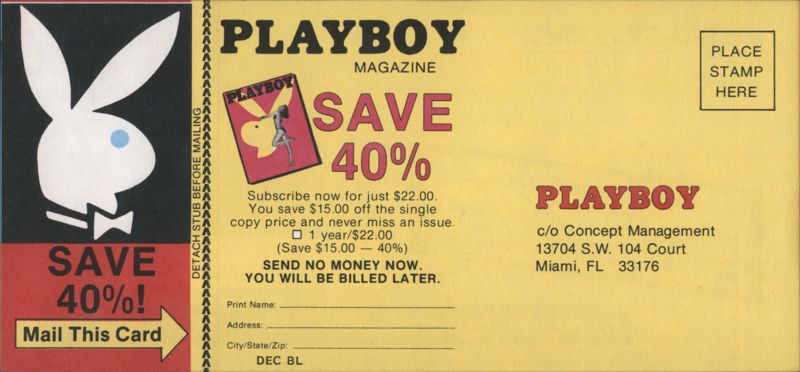 SAVE
40%!
Mail This Card
DETACH STUB BEFORE MAILING
PLAYBOY
MAGAZINE
PLAYBOY
SAVE
40%
Subscribe now for just $22.00.
You save $15.00 off the single
copy price and never miss an issue.
1 year/$22.00
(Save $15.00 — 40%)
SEND NO MONEY NOW.
YOU WILL BE BILLED LATER.
Print Name:
Address:
City/State/Zip:
DEC BL
PLACE
STAMP
HERE
PLAYBOY
c/o Concept Management
13704 S.W. 104 Court
Miami, FL 33176